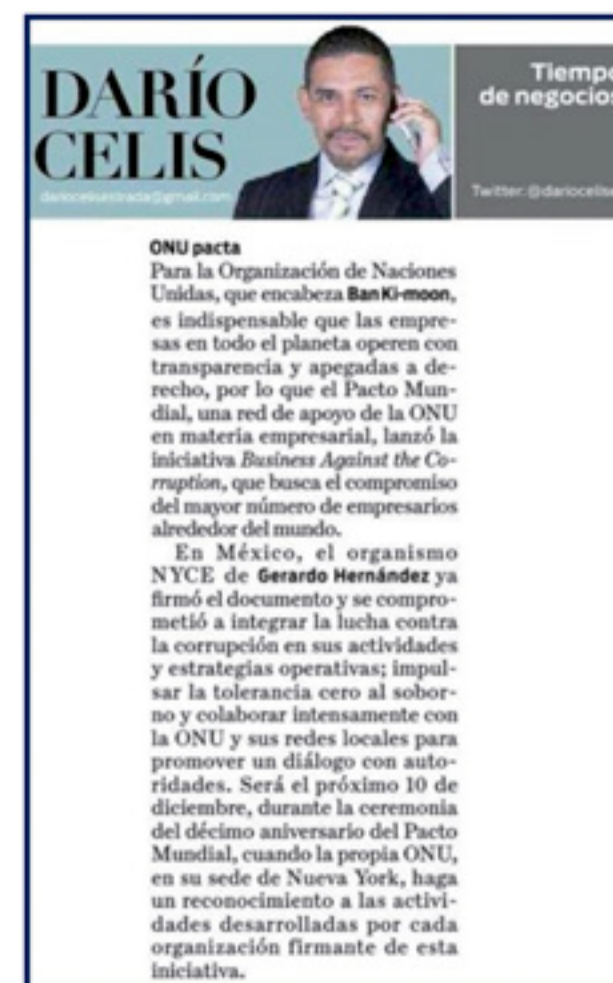 DARÍO
CELIS
dariocelisestrada@gmail.com
Tiempo
de negocios
Twitter: @dariocelise
ONU pacta
Para la Organización de Naciones
Unidas, que encabeza Ban Ki-moon,
es indispensable que las empre-
sas en todo el planeta operen con
transparencia y apegadas a de-
recho, por lo que el Pacto Mun-
dial, una red de apoyo de la ONU
en materia empresarial, lanzó la
iniciativa Business Against the Co-
rruption, que busca el compromiso
del mayor número de empresarios
alrededor del mundo.
En México, el organismo
NYCE de Gerardo Hernández ya
firmó el documento y se compro-
metió a integrar la lucha contra
la corrupción en sus actividades
y estrategias operativas; impul-
sar la tolerancia cero al sobor-
no y colaborar intensamente con
la ONU y sus redes locales para
promover un diálogo con auto-
ridades. Será el próximo 10 de
diciembre, durante la ceremonia
del décimo aniversario del Pacto
Mundial, cuando la propia ONU,
en su sede de Nueva York, haga
un reconocimiento a las activi-
dades desarrolladas por cada
organización firmante de esta
iniciativa.